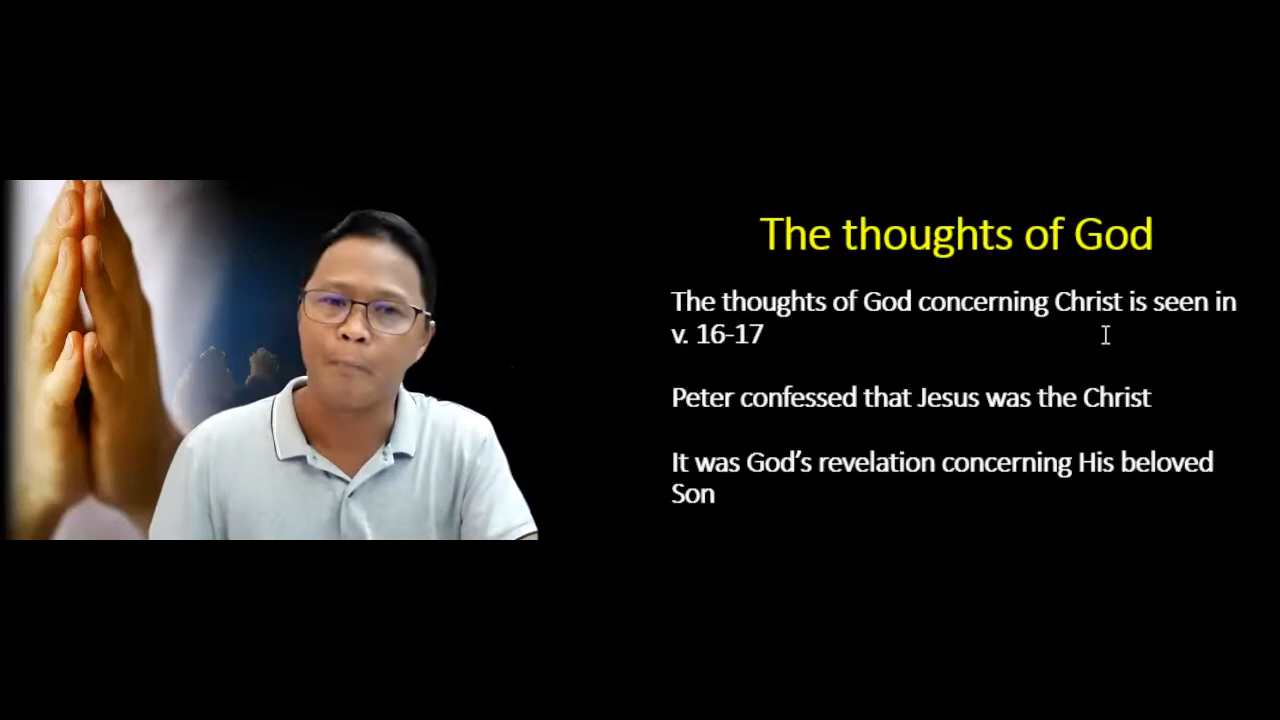 The thoughts of God
The thoughts of God concerning Christ is seen in
v. 16-17
Peter confessed that Jesus was the Christ
It was God’s revelation concerning His beloved
Son